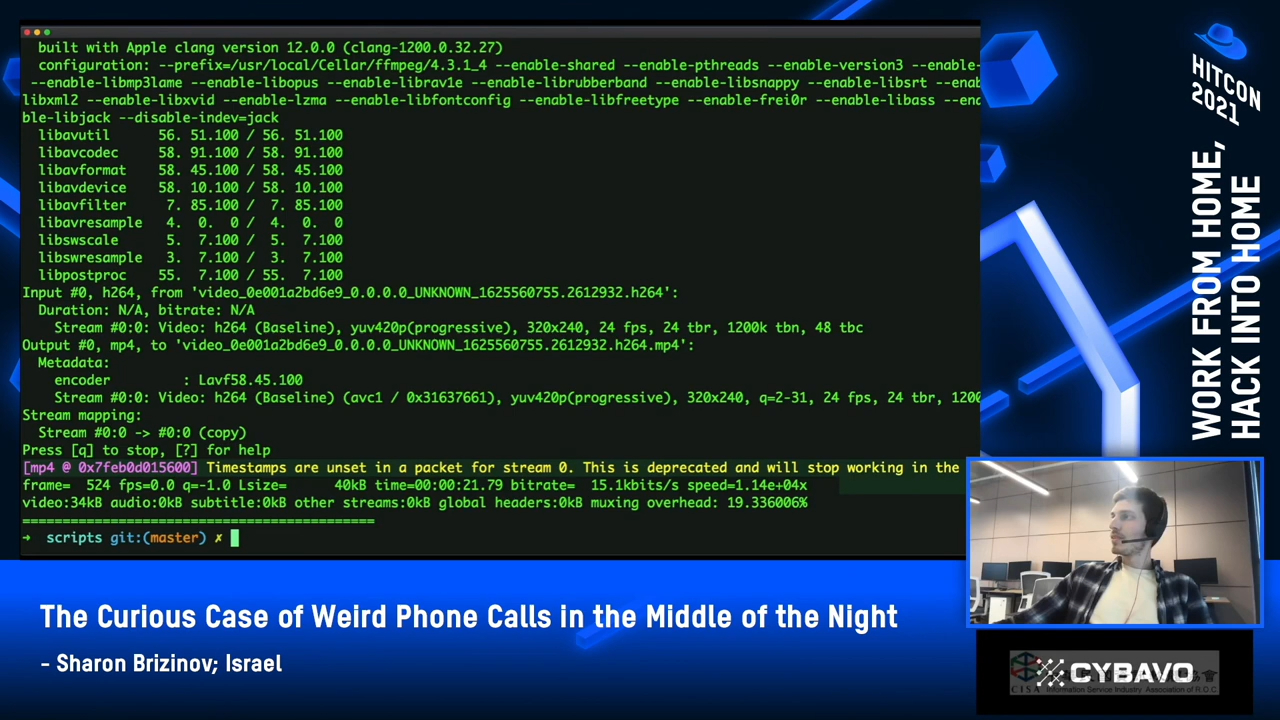 built with Apple clang version 12.0.0 (clang-1200.0.32.27)
configuration: --prefix=/usr/local/Cellar/ffmpeg/4.3.1_4 --enable-shared --enable-pthreads --enable-version3 --enable-
--enable-libmp3lame --enable-libopus --enable-librav1e --enable-librubberband --enable-libsnappy --enable-libsrt --enable-
libxml2 --enable-libxvid --enable-lzma --enable-libfontconfig --enable-libfreetype --enable-frei0r --enable-libass --ena
ble-libjack --disable-indev=jack
libavutil 56. 51.100 / 56. 51.100
libavcodec 58. 91.100 / 58. 91.100
libavformat 58. 45.100 / 58. 45.100
libavdevice 58. 10.100 / 58. 10.100
libavfilter 7. 85.100 / 7. 85.100
libavresample 4. 0. 0 / 4. 0. 0
libswscale 5. 7.100 / 5. 7.100
libswresample 3. 7.100 / 3. 7.100
libpostproc 55. 7.100 / 55. 7.100
Input #0, h264, from 'video_0e001a2bd6e9_0.0.0.0_UNKNOWN_1625560755.2612932.h264':
Duration: N/A, bitrate: N/A
Stream #0:0: Video: h264 (Baseline), yuv420p(progressive), 320x240, 24 fps, 24 tbr, 1200k tbn, 48 tbc
Output #0, mp4, to 'video_0e001a2bd6e9_0.0.0.0_UNKNOWN_1625560755.2612932.h264.mp4':
Metadata:
encoder : Lavf58.45.100
Stream #0:0: Video: h264 (Baseline) (avc1 / 0x31637661), yuv420p(progressive), 320x240, q=2-31, 24 fps, 24 tbr, 1200
Stream mapping:
Stream #0:0 -> #0:0 (copy)
Press [q] to stop, [?] for help
[mp4 @ 0x7feb0d015600] Timestamps are unset in a packet for stream 0. This is deprecated and will stop working in the
frame= 524 fps=0.0 q=-1.0 Lsize= 40kB time=00:00:21.79 bitrate= 15.1kbits/s speed=1.14e+04x
video:34kB audio:0kB subtitle:0kB other streams:0kB global headers:0kB muxing overhead: 19.336006%
============================================
➜ scripts git:(master) ✗
HITCON
2021
WORK FROM HOME,
HACK INTO HOME
The Curious Case of Weird Phone Calls in the Middle of the Night
- Sharon Brizinov; Israel
CYBAVO
CISA
Information Service Industry Association of R.O.C.